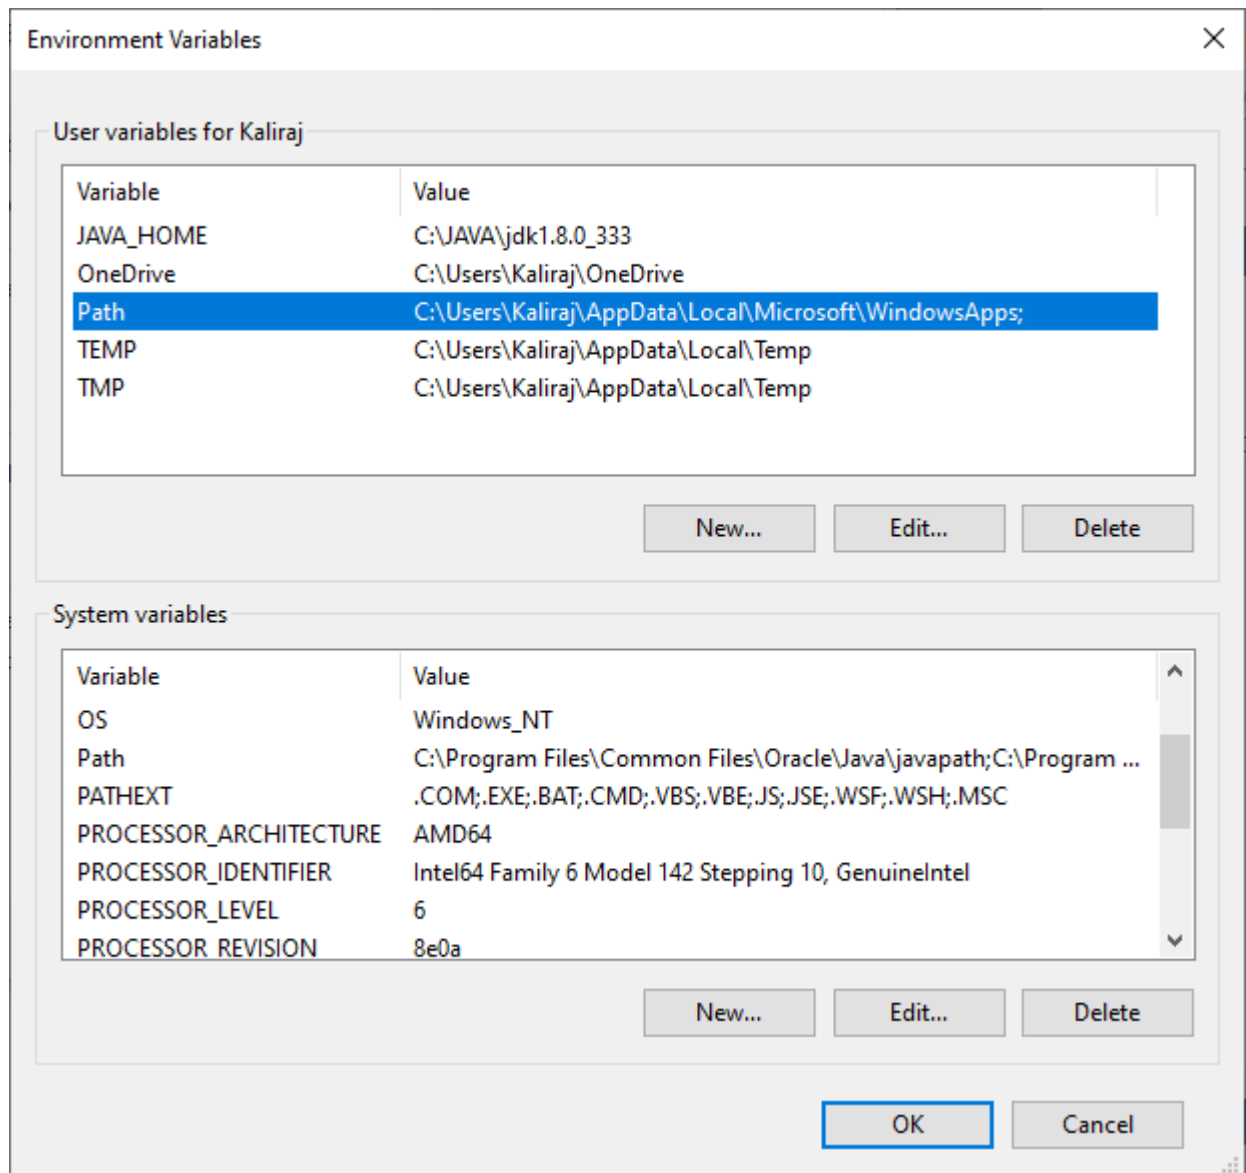 Environment Variables
User variables for Kaliraj
Variable Value
JAVA_HOME C:\JAVA\jdk1.8.0_333
OneDrive C:\Users\Kaliraj\OneDrive
Path C:\Users\Kaliraj\AppData\Local\Microsoft\WindowsApps;
TEMP C:\Users\Kaliraj\AppData\Local\Temp
TMP C:\Users\Kaliraj\AppData\Local\Temp
New... Edit... Delete
System variables
Variable Value
OS Windows_NT
Path C:\Program Files\Common Files\Oracle\Java\javapath;C:\Program ...
PATHEXT .COM;.EXE;.BAT;.CMD;.VBS;.VBE;.JS;.JSE;.WSF;.WSH;.MSC
PROCESSOR_ARCHITECTURE AMD64
PROCESSOR_IDENTIFIER Intel64 Family 6 Model 142 Stepping 10, GenuineIntel
PROCESSOR_LEVEL 6
PROCESSOR_REVISION 8e0a
New... Edit... Delete
OK Cancel